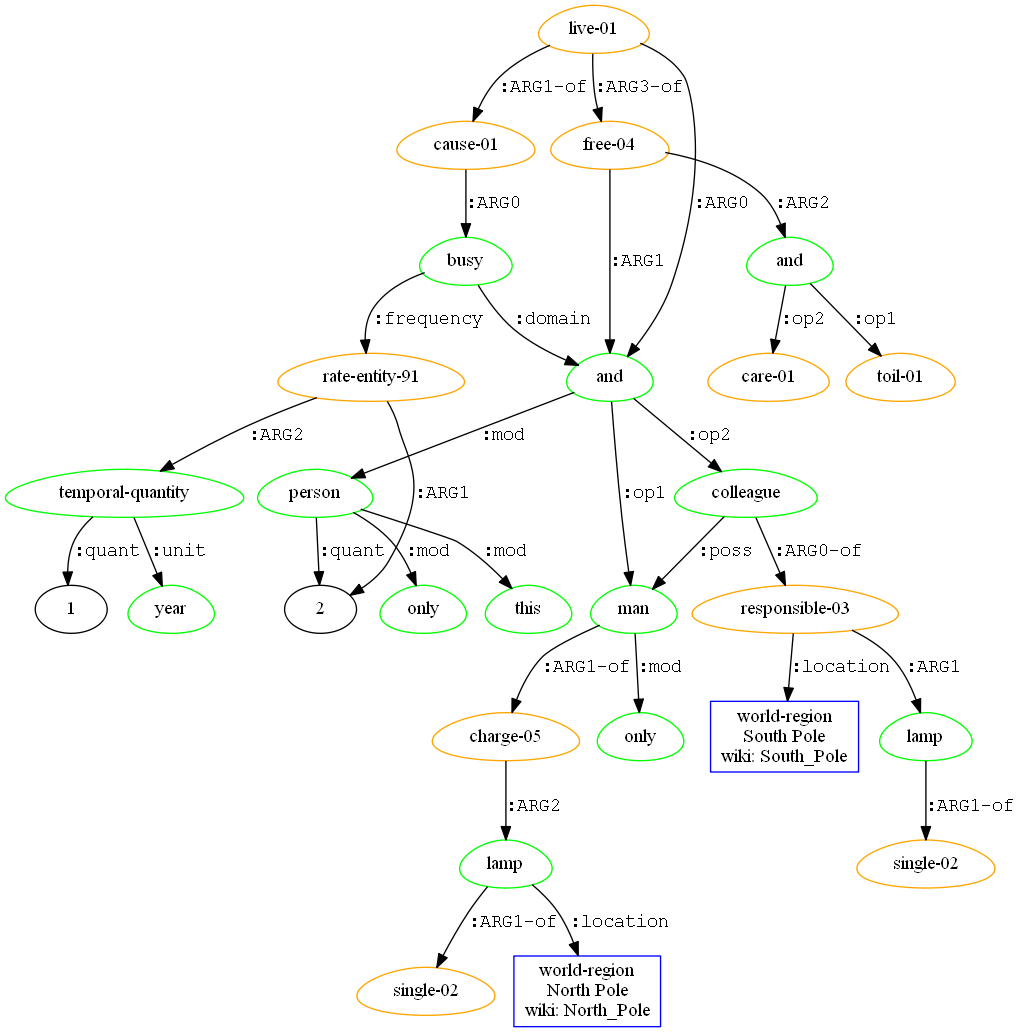 live-01
:ARG1-of
:ARG3-of
cause-01
free-04
:ARG0
:ARG0
:ARG2
busy
:ARG1
and
:frequency
:domain
:op2
:op1
rate-entity-91
and
care-01
toil-01
:ARG2
:mod
:op2
temporal-quantity
person
:ARG1
:op1
colleague
:quant
:unit
:quant
:mod
:mod
:poss
:ARG0-of
1
year
2
only
this
man
responsible-03
:ARG1-of
:mod
:location
:ARG1
charge-05
only
world-region
South Pole
wiki: South_Pole
lamp
:ARG2
:ARG1-of
lamp
single-02
:ARG1-of
:location
single-02
world-region
North Pole
wiki: North_Pole